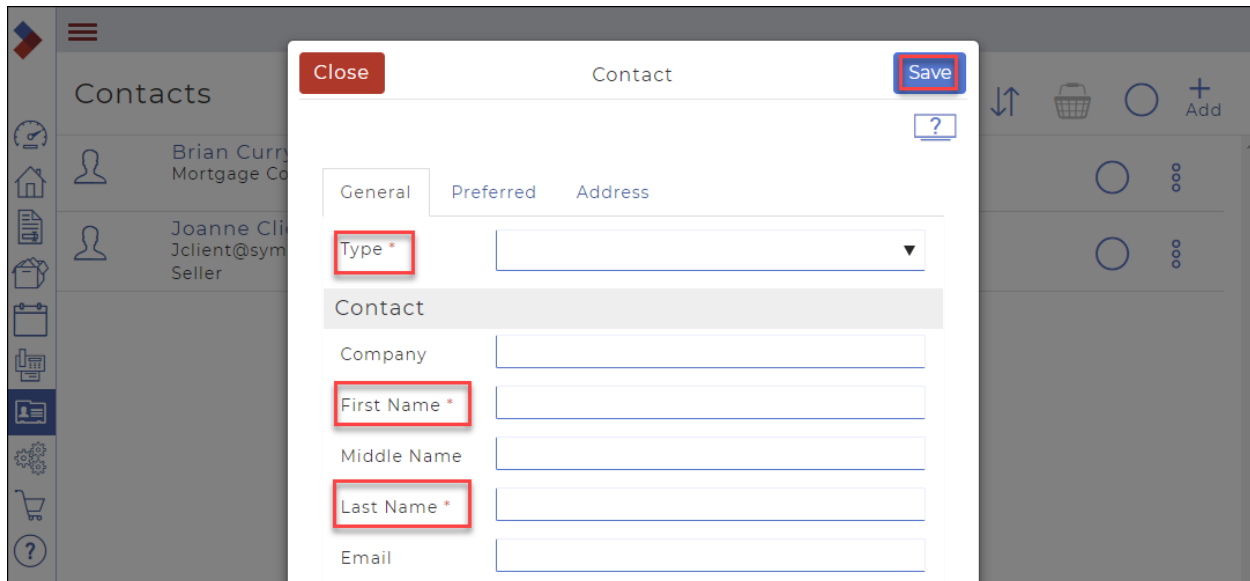 Close
Contact
Save
Contacts
Add
?
Brian Curry
Mortgage Co
General
Preferred
Address
Joanne Cli
Jclient@sym
Seller
Type *
Contact
Company
First Name *
Middle Name
Last Name *
Email
?